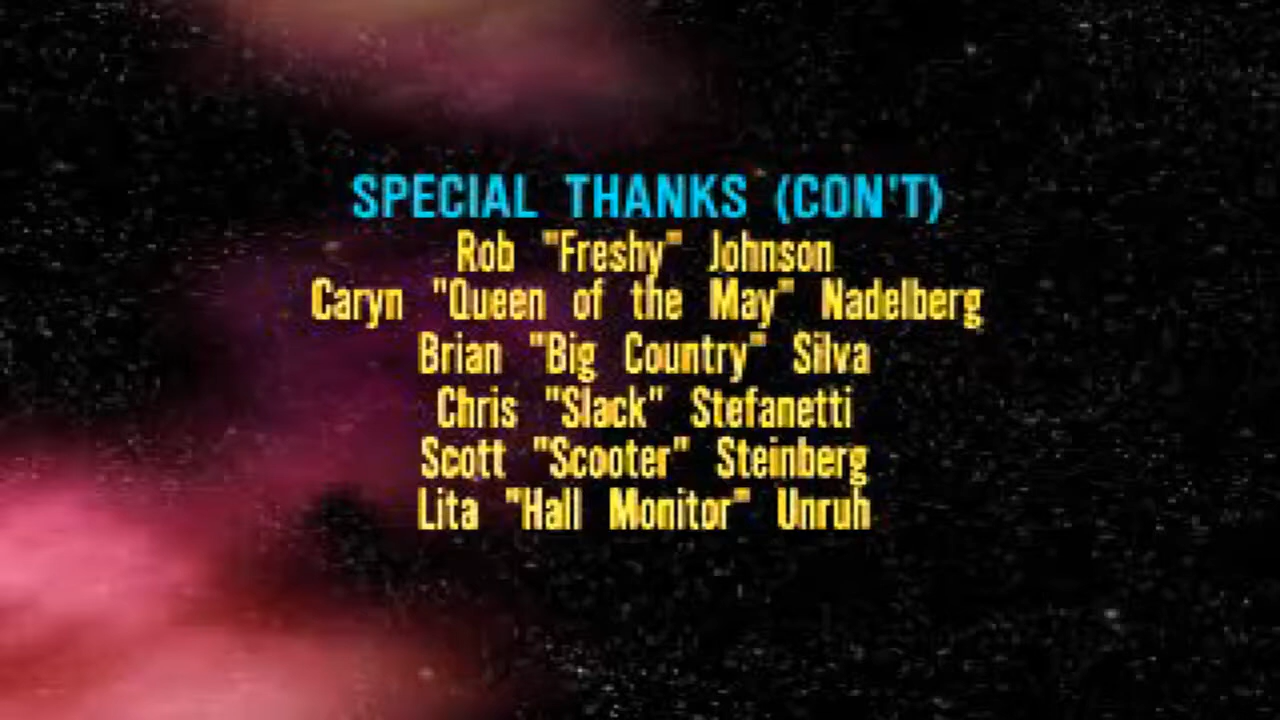 SPECIAL THANKS (CON'T)
Rob "Freshy" Johnson
Caryn "Queen of the May" Nadelberg
Brian "Big Country" Silva
Chris "Slack" Stefanetti
Scott "Scooter" Steinberg
Lita "Hall Monitor" Unruh